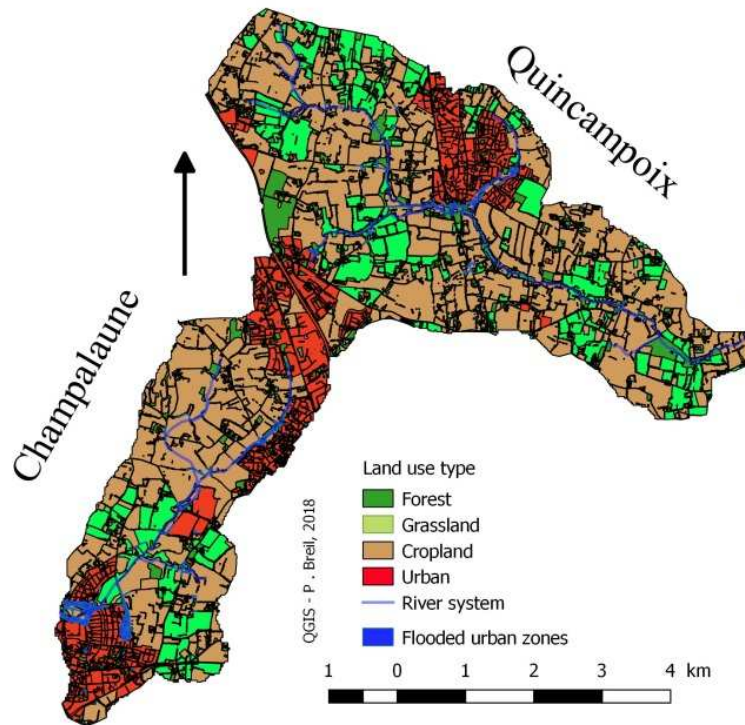 Quincampoix
Champalaune
Land use type
Forest
Grassland
Cropland
Urban
River system
Flooded urban zones
QGIS - P . Breil, 2018
1 0 1 2 3 4 km